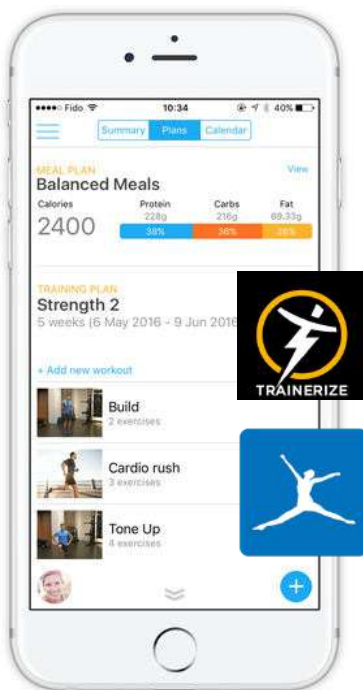 Fido 10:34 40%
Summary Plans Calendar
MEAL PLAN View
Balanced Meals
Calories Protein Carbs Fat
2400 228g 216g 69.33g
38% 36% 26%
TRAINING PLAN
Strength 2
5 weeks (6 May 2016 - 9 Jun 2016
+ Add new workout
TRAINERIZE
Build
2 exercises
Cardio rush
3 exercises
Tone Up
4 exercises